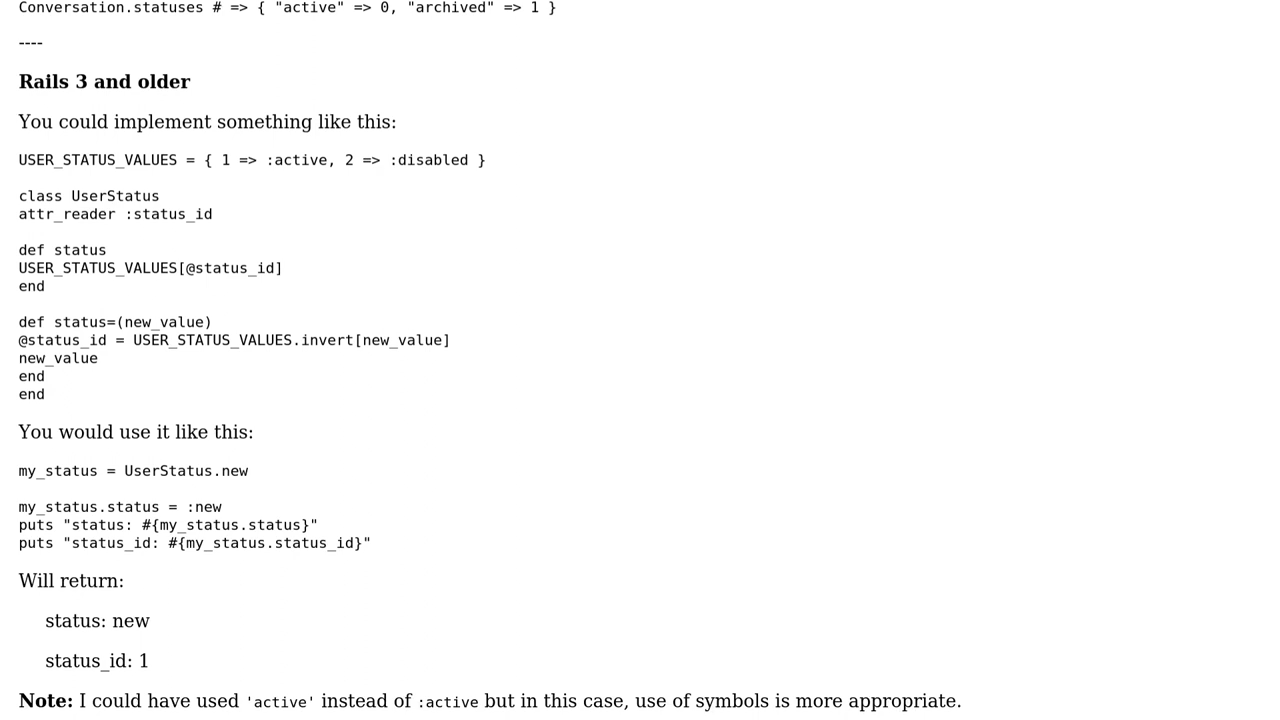 Conversation.statuses # => { "active" => 0, "archived" => 1 }
----
Rails 3 and older
You could implement something like this:
USER_STATUS_VALUES = { 1 => :active, 2 => :disabled }
class UserStatus
attr_reader :status_id
def status
USER_STATUS_VALUES[@status_id]
end
def status=(new_value)
@status_id = USER_STATUS_VALUES.invert[new_value]
new_value
end
end
You would use it like this:
my_status = UserStatus.new
my_status.status = :new
puts "status: #{my_status.status}"
puts "status_id: #{my_status.status_id}"
Will return:
status: new
status_id: 1
Note: I could have used 'active' instead of :active but in this case, use of symbols is more appropriate.